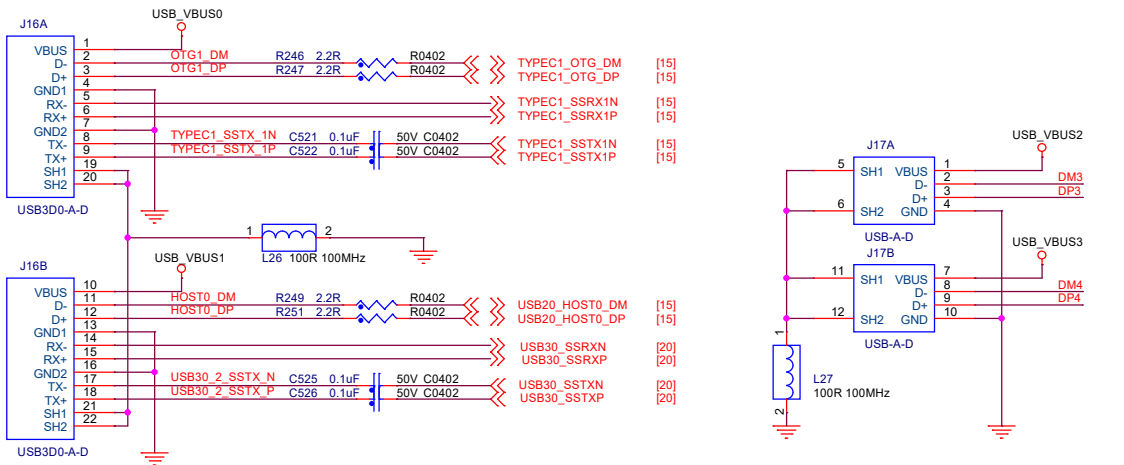 J16A
USB_VBUS0
VBUS 1
D- 2 OTG1_DM R246 2.2R R0402 TYPEC1_OTG_DM [15]
D+ 3 OTG1_DP R247 2.2R R0402 TYPEC1_OTG_DP [15]
GND1 4
RX- 5 TYPEC1_SSRX1N [15]
RX+ 6 TYPEC1_SSRX1P [15]
GND2 7
TX- 8 TYPEC1_SSTX_1N C521 0.1uF 50V C0402 TYPEC1_SSTX1N [15]
TX+ 9 TYPEC1_SSTX_1P C522 0.1uF 50V C0402 TYPEC1_SSTX1P [15]
SH1 19
SH2 20
USB3D0-A-D
1 2
L26 100R 100MHz
J16B
USB_VBUS1
VBUS 10
D- 11 HOST0_DM R249 2.2R R0402 USB20_HOST0_DM [15]
D+ 12 HOST0_DP R251 2.2R R0402 USB20_HOST0_DP [15]
GND1 13
RX- 14 USB30_SSRXN [20]
RX+ 15 USB30_SSRXP [20]
GND2 16
TX- 17 USB30_2_SSTX_N C525 0.1uF 50V C0402 USB30_SSTXN [20]
TX+ 18 USB30_2_SSTX_P C526 0.1uF 50V C0402 USB30_SSTXP [20]
SH1 21
SH2 22
USB3D0-A-D
USB_VBUS2
J17A
5 SH1 VBUS 1
D- 2 DM3
D+ 3 DP3
6 SH2 GND 4
USB-A-D
J17B
USB_VBUS3
11 SH1 VBUS 7
D- 8 DM4
D+ 9 DP4
12 SH2 GND 10
USB-A-D
1
L27
100R 100MHz
2